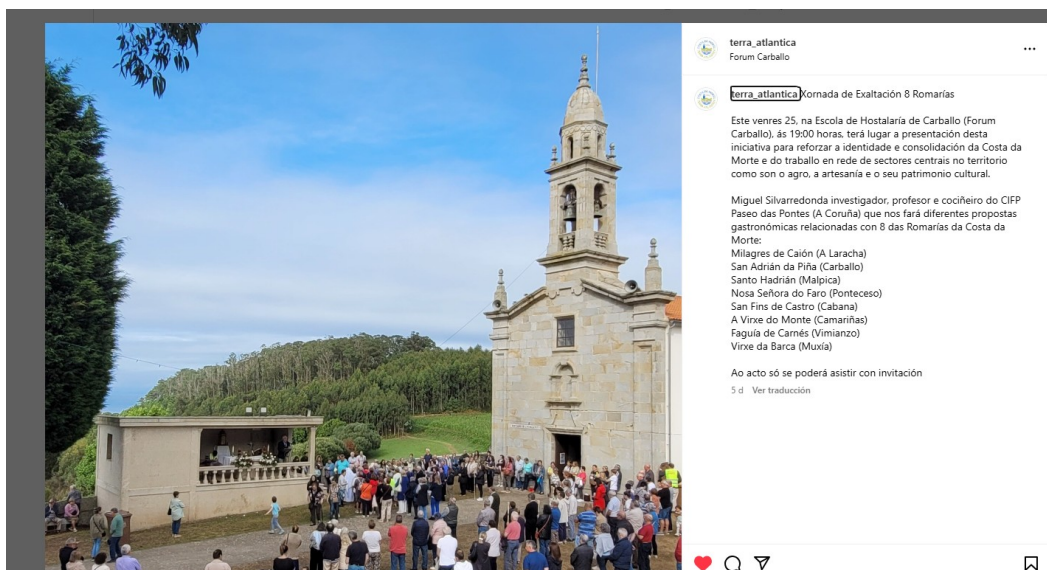 terra_atlantica
Forum Carballo
terra_atlantica Xornada de Exaltación 8 Romarías
Este venres 25, na Escola de Hostalaría de Carballo (Forum
Carballo), ás 19:00 horas, terá lugar a presentación desta
iniciativa para reforzar a identidade e consolidación da Costa da
Morte e do traballo en rede de sectores centrais no territorio
como son o agro, a artesanía e o seu patrimonio cultural.
Miguel Silvarredonda investigador, profesor e cociñeiro do CIFP
Paseo das Pontes (A Coruña) que nos fará diferentes propostas
gastronómicas relacionadas con 8 das Romarías da Costa da
Morte:
Milagres de Caión (A Laracha)
San Adrián da Piña (Carballo)
Santo Hadrián (Malpica)
Nosa Señora do Faro (Ponteceso)
San Fins de Castro (Cabana)
A Virxe do Monte (Camariñas)
Faguía de Carnés (Vimianzo)
Virxe da Barca (Muxía)
Ao acto só se poderá asistir con invitación
5 d Ver traducción